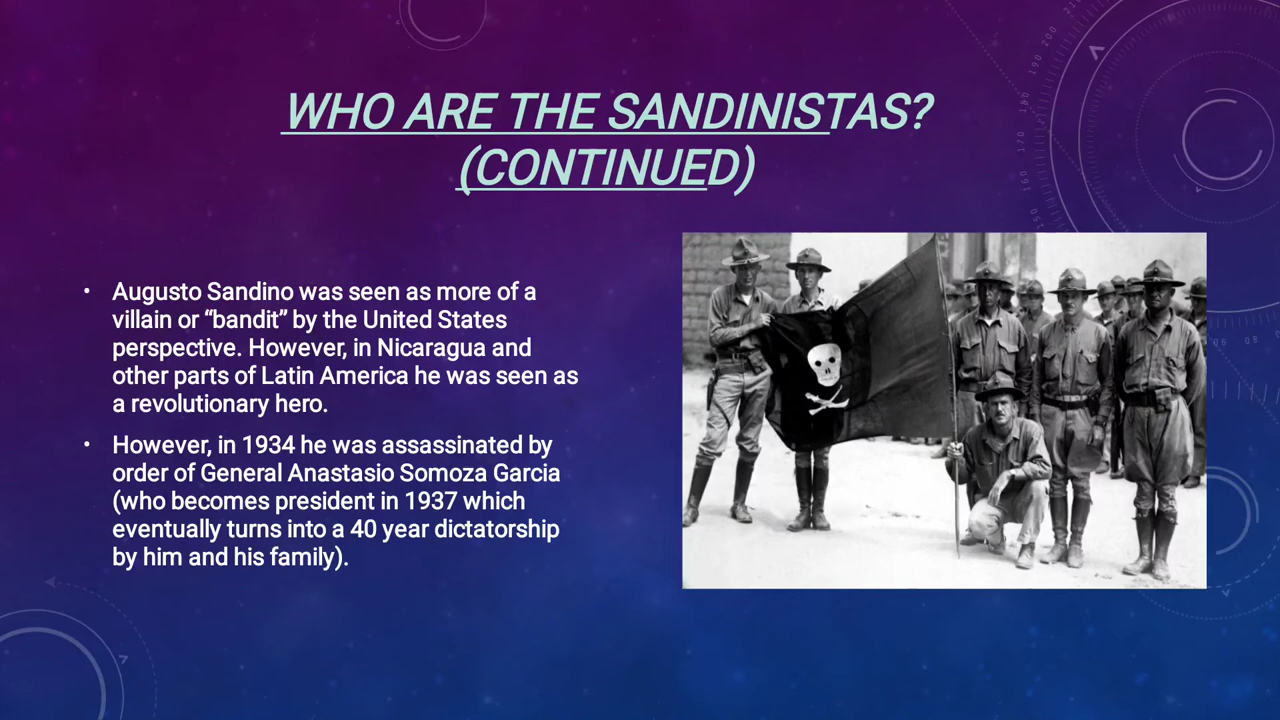 WHO ARE THE SANDINISTAS?
(CONTINUED)
• Augusto Sandino was seen as more of a
villain or “bandit” by the United States
perspective. However, in Nicaragua and
other parts of Latin America he was seen as
a revolutionary hero.
• However, in 1934 he was assassinated by
order of General Anastasio Somoza Garcia
(who becomes president in 1937 which
eventually turns into a 40 year dictatorship
by him and his family).